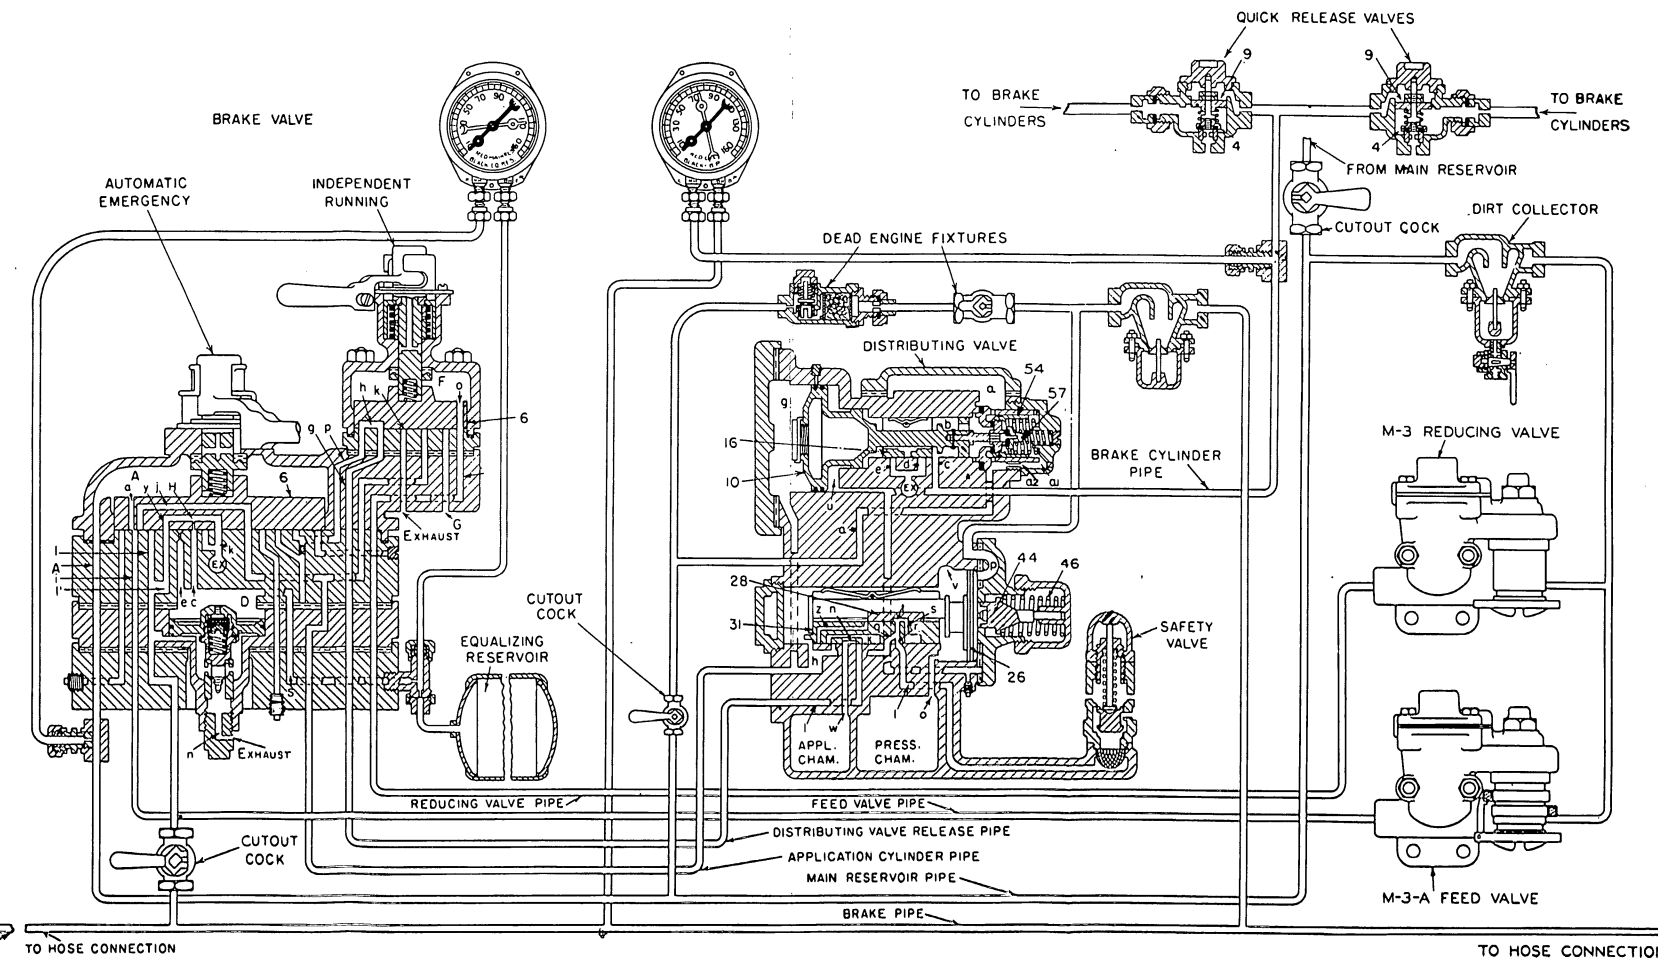 QUICK RELEASE VALVES
9
9
TO BRAKE
CYLINDERS
TO BRAKE
CYLINDERS
4
4
FROM MAIN RESERVOIR
BRAKE VALVE
AUTOMATIC
EMERGENCY
INDEPENDENT
RUNNING
DIRT COLLECTOR
CUTOUT COCK
DEAD ENGINE FIXTURES
DISTRIBUTING VALVE
F
h
k
o
6
g
p
g
a
54
57
b
16
e
d
c
10
EX
u
a
a2
a1
BRAKE CYLINDER
PIPE
M-3 REDUCING VALVE
A
a
y
j
H
6
G
EXHAUST
k
EX
I
A
e
c
D
S
n
EXHAUST
CUTOUT
COCK
EQUALIZING
RESERVOIR
28
31
z
n
s
q
r
h
p
v
44
46
26
l
w
l
o
APPL.
CHAM.
PRESS.
CHAM.
SAFETY
VALVE
REDUCING VALVE PIPE
FEED VALVE PIPE
DISTRIBUTING VALVE RELEASE PIPE
APPLICATION CYLINDER PIPE
MAIN RESERVOIR PIPE
BRAKE PIPE
CUTOUT
COCK
M-3-A FEED VALVE
TO HOSE CONNECTION
TO HOSE CONNECTION